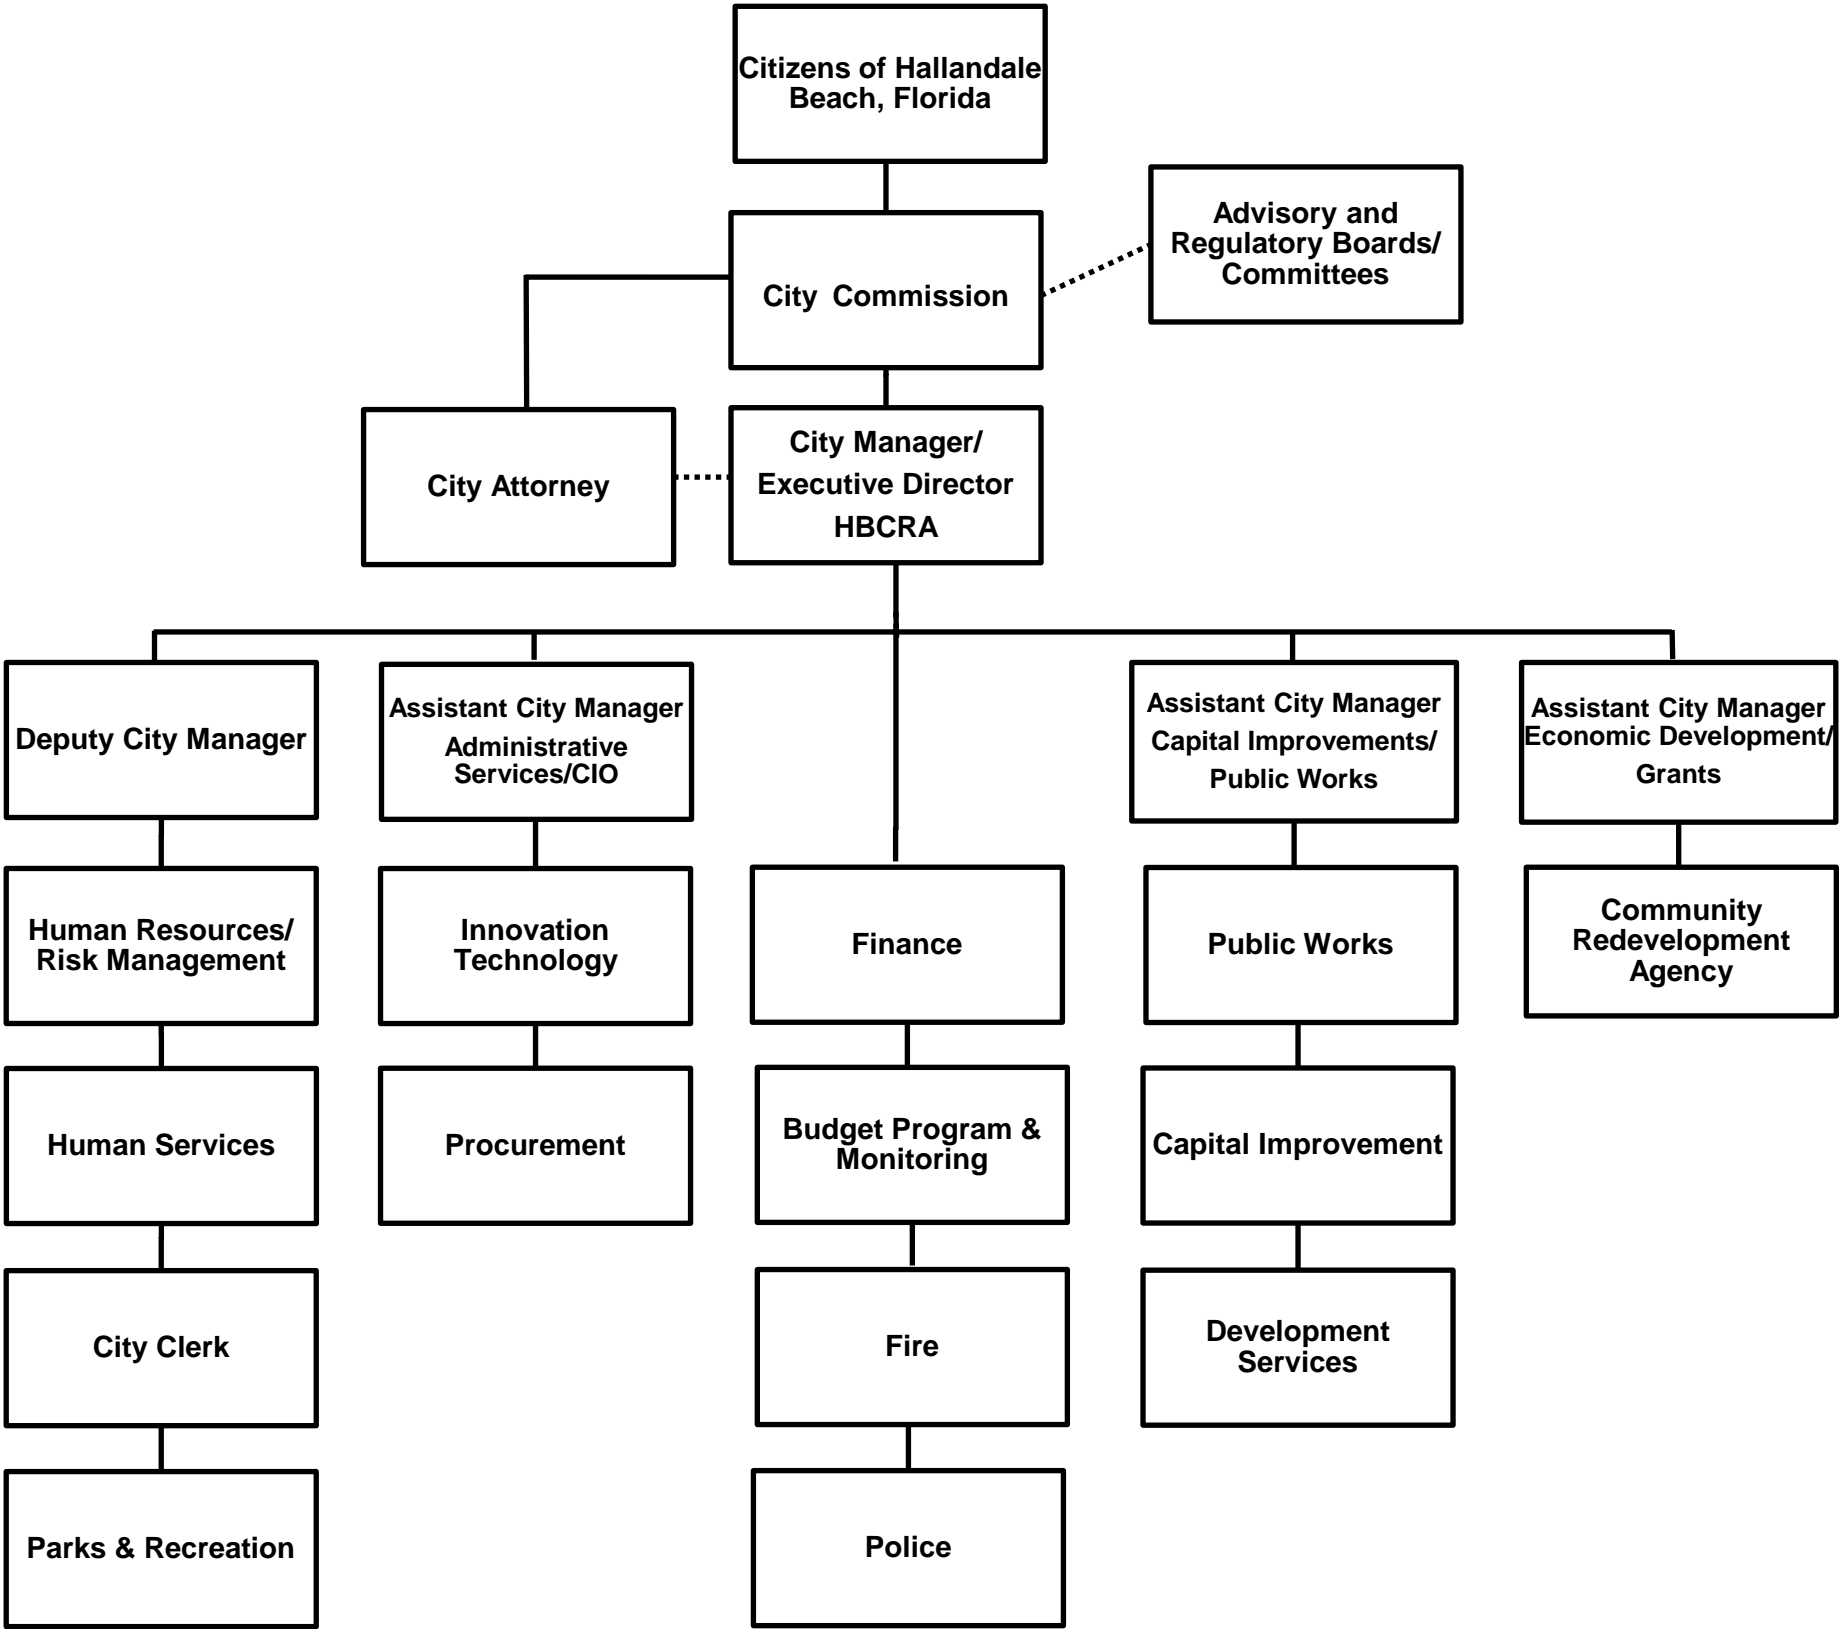 Citizens of Hallandale
Beach, Florida
Advisory and
Regulatory Boards/
Committees
City Commission
City Manager/
Executive Director
HBCRA
City Attorney
Deputy City Manager
Assistant City Manager
Administrative
Services/CIO
Assistant City Manager
Capital Improvements/
Public Works
Assistant City Manager
Economic Development/
Grants
Human Resources/
Risk Management
Innovation
Technology
Finance
Public Works
Community
Redevelopment
Agency
Human Services
Procurement
Budget Program &
Monitoring
Capital Improvement
City Clerk
Fire
Development
Services
Parks & Recreation
Police